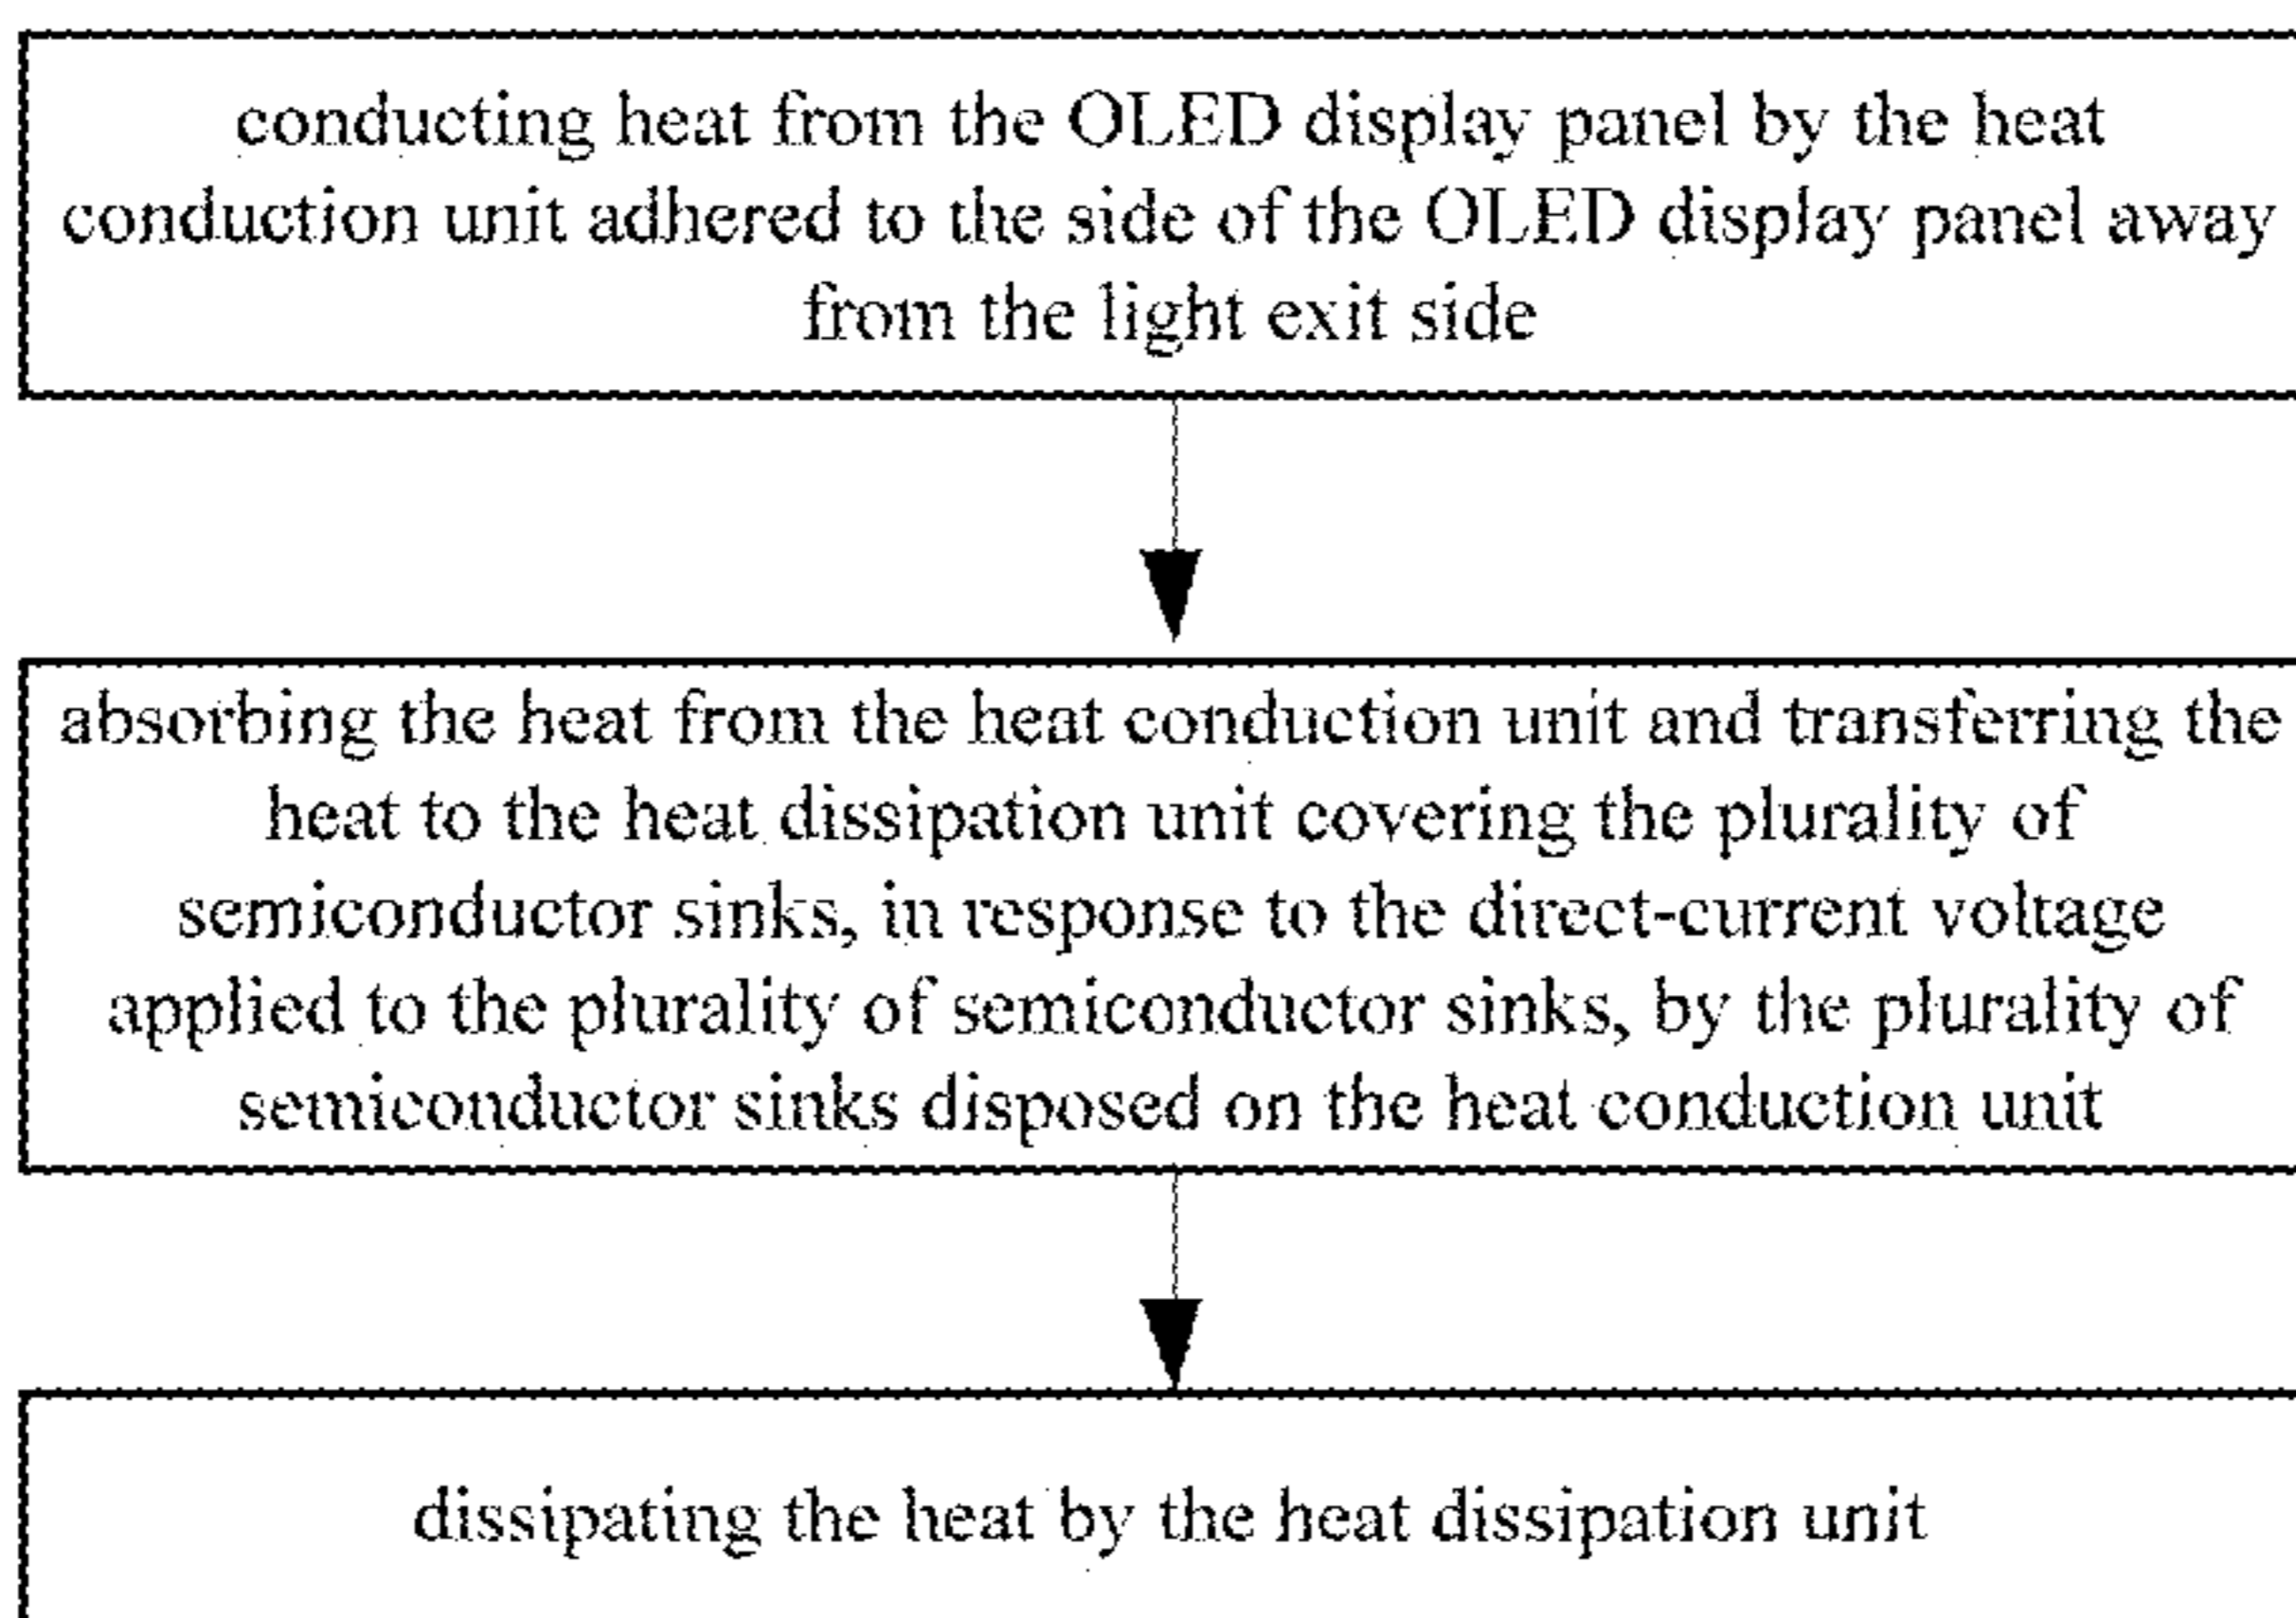 conducting heat from the OLED display panel by the heat
conduction unit adhered to the side of the OLED display panel away
from the light exit side
absorbing the heat from the heat conduction unit and transferring the
heat to the heat dissipation unit covering the plurality of
semiconductor sinks, in response to the direct-current voltage
applied to the plurality of semiconductor sinks, by the plurality of
semiconductor sinks disposed on the heat conduction unit
dissipating the heat by the heat dissipation unit